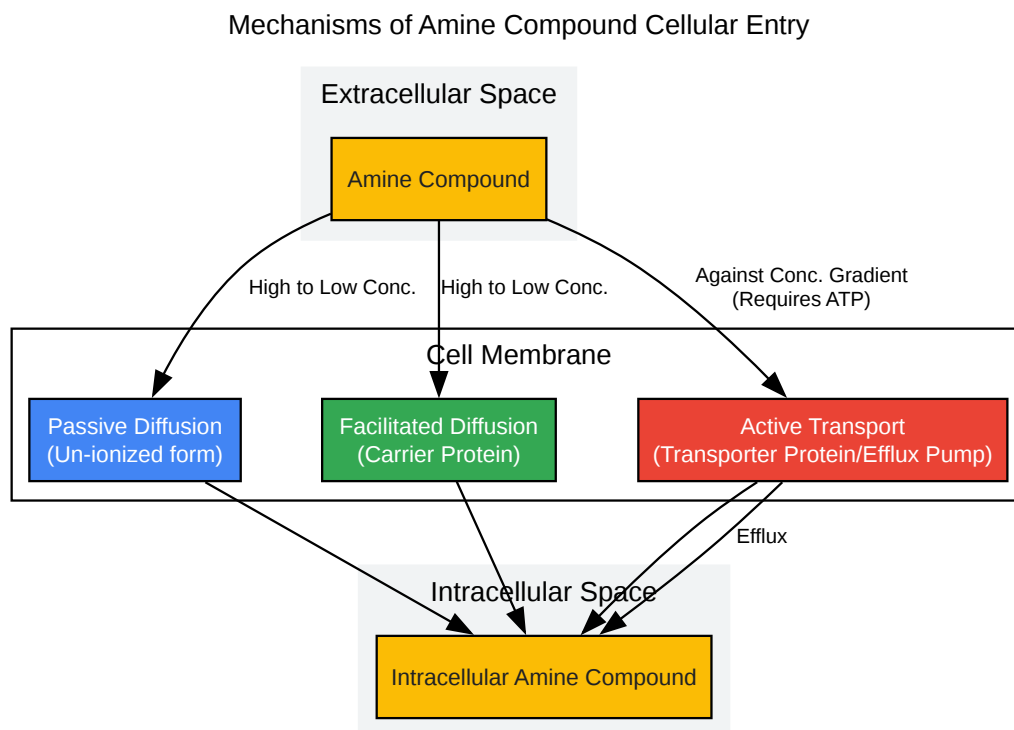 Mechanisms of Amine Compound Cellular Entry
Extracellular Space
Amine Compound
High to Low Conc.
High to Low Conc.
Against Conc. Gradient
(Requires ATP)
Cell Membrane
Passive Diffusion
(Un-ionized form)
Facilitated Diffusion
(Carrier Protein)
Active Transport
(Transporter Protein/Efflux Pump)
Efflux
Intracellular Space
Intracellular Amine Compound